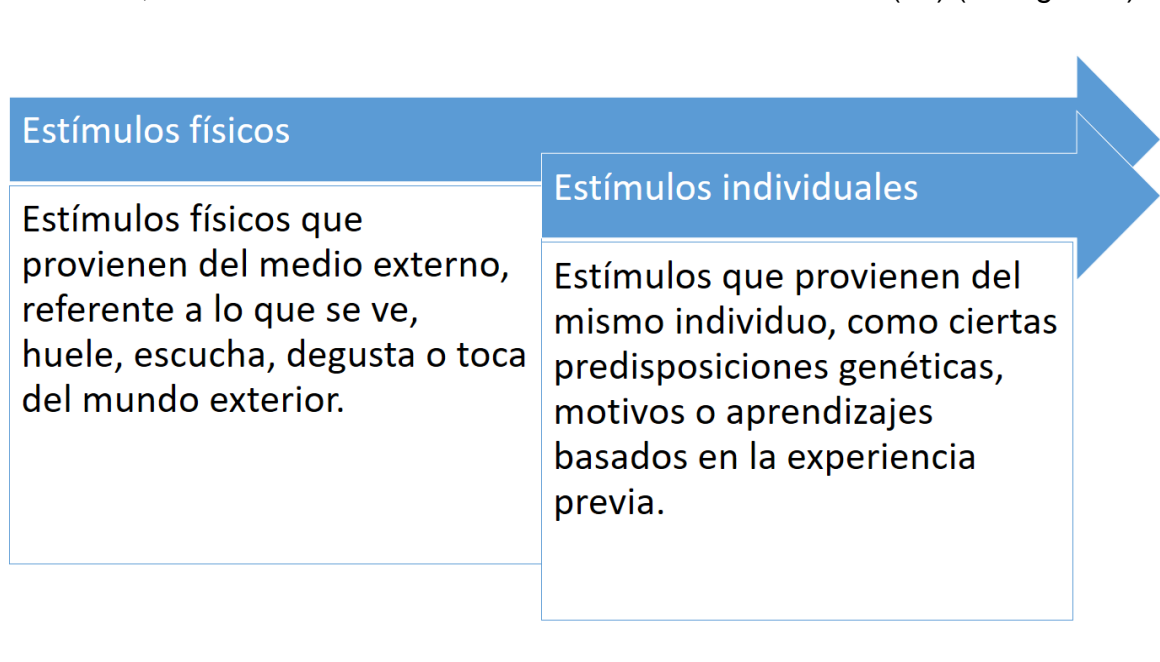 Estímulos físicos
Estímulos físicos que
provienen del medio externo,
referente a lo que se ve,
huele, escucha, degusta o toca
del mundo exterior.
Estímulos individuales
Estímulos que provienen del
mismo individuo, como ciertas
predisposiciones genéticas,
motivos o aprendizajes
basados en la experiencia
previa.